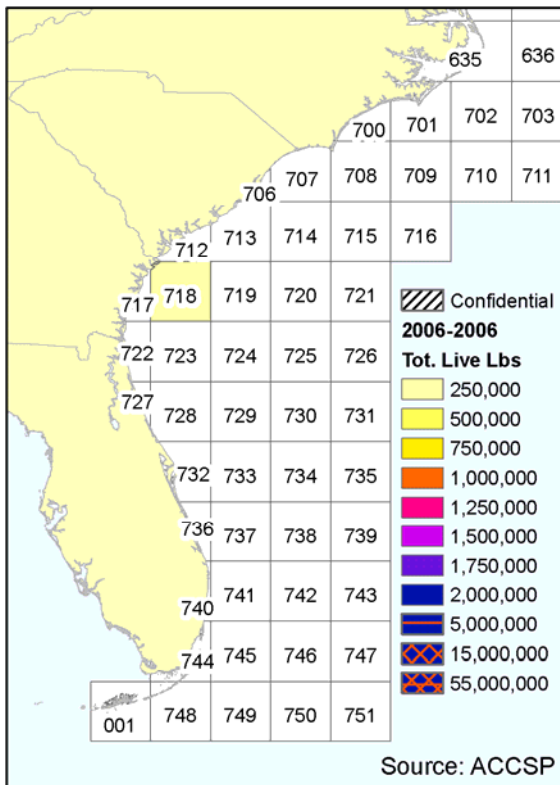 635 636
700 701 702 703
706 707 708 709 710 711
712 713 714 715 716
717 718 719 720 721
722 723 724 725 726
727 728 729 730 731
732 733 734 735
736 737 738 739
740 741 742 743
744 745 746 747
001 748 749 750 751
Confidential
2006-2006
Tot. Live Lbs
250,000
500,000
750,000
1,000,000
1,250,000
1,500,000
1,750,000
2,000,000
5,000,000
15,000,000
55,000,000
Source: ACCSP